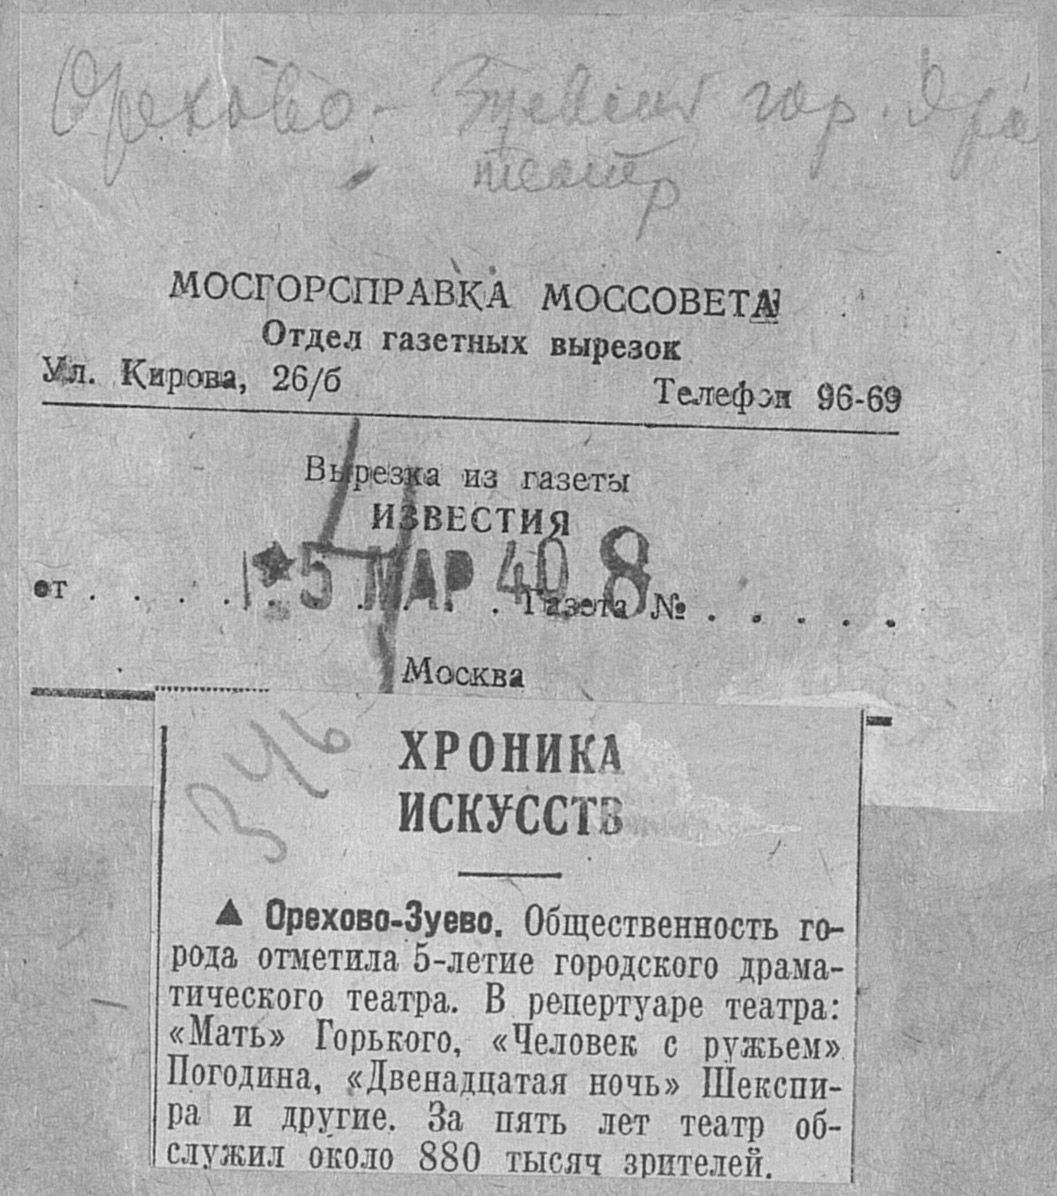 Орехово-Зуевский гор. дра
театр
МОСГОРСПРАВКА МОССОВЕТА
Отдел газетных вырезок
Ул. Кирова, 26/б Телефон 96-69
Вырезка из газеты
ИЗВЕСТИЯ
5 МАР 40 8
от . . . . . . . . . Газета № . . . . .
Москва
346
ХРОНИКА
ИСКУССТВ
▲ Орехово-Зуево. Общественность го-
рода отметила 5-летие городского драма-
тического театра. В репертуаре театра:
«Мать» Горького, «Человек с ружьем»
Погодина, «Двенадцатая ночь» Шекспи-
ра и другие. За пять лет театр об-
служил около 880 тысяч зрителей.